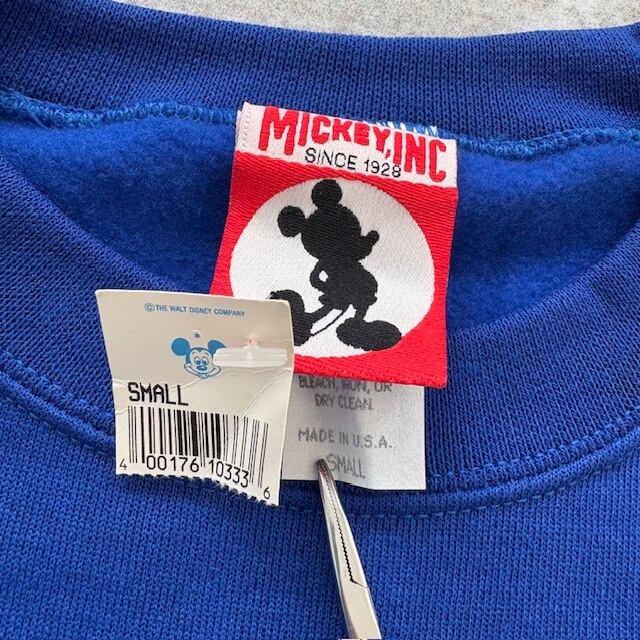 MICKEY, INC
SINCE 1928
© THE WALT DISNEY COMPANY
SMALL
4 00176 10333 6
BLEACH, IRON, OR
DRY CLEAN.
MADE IN U.S.A.
SMALL